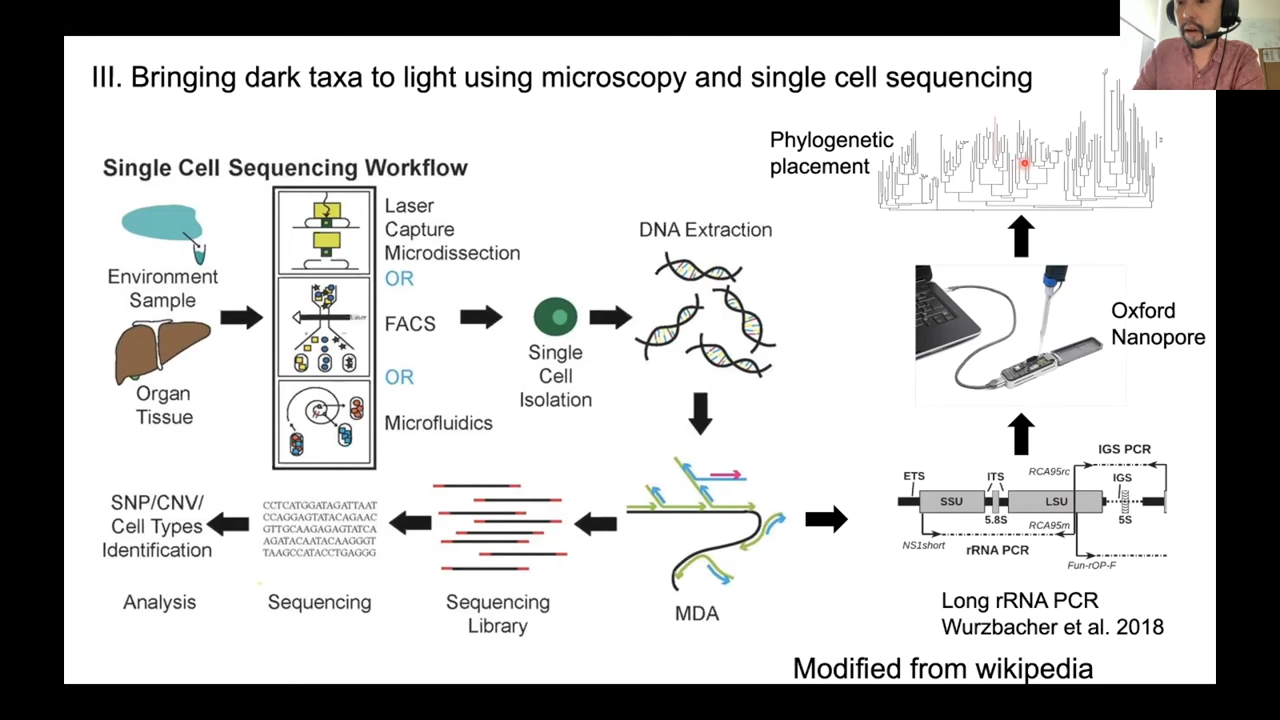 III. Bringing dark taxa to light using microscopy and single cell sequencing
Phylogenetic
placement
Single Cell Sequencing Workflow
Laser
Capture
Microdissection
OR
FACS
OR
Microfluidics
Environment
Sample
Organ
Tissue
Single
Cell
Isolation
DNA Extraction
Oxford
Nanopore
IGS PCR
RCA95rc
ETS
ITS
IGS
SSU
LSU
5.8S
RCA95m
5S
NS1short
rRNA PCR
Fun-rOP-F
SNP/CNV/
Cell Types
Identification
CCTCATGGATAGATTAAT
CCAGGAGTATACAGAAC
GTTGCAAGAGAGTATCA
AGATACAATACAAGGGT
TAAGCCATACCTGAGGG
Analysis
Sequencing
Sequencing
Library
MDA
Long rRNA PCR
Wurzbacher et al. 2018
Modified from wikipedia